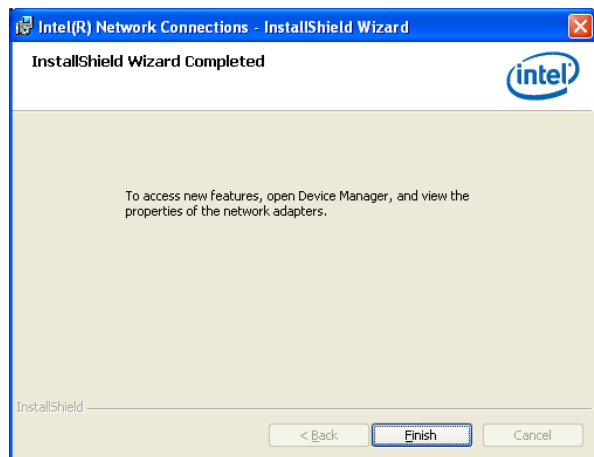 Intel(R) Network Connections - InstallShield Wizard
InstallShield Wizard Completed
intel
To access new features, open Device Manager, and view the
properties of the network adapters.
InstallShield
< Back
Finish
Cancel